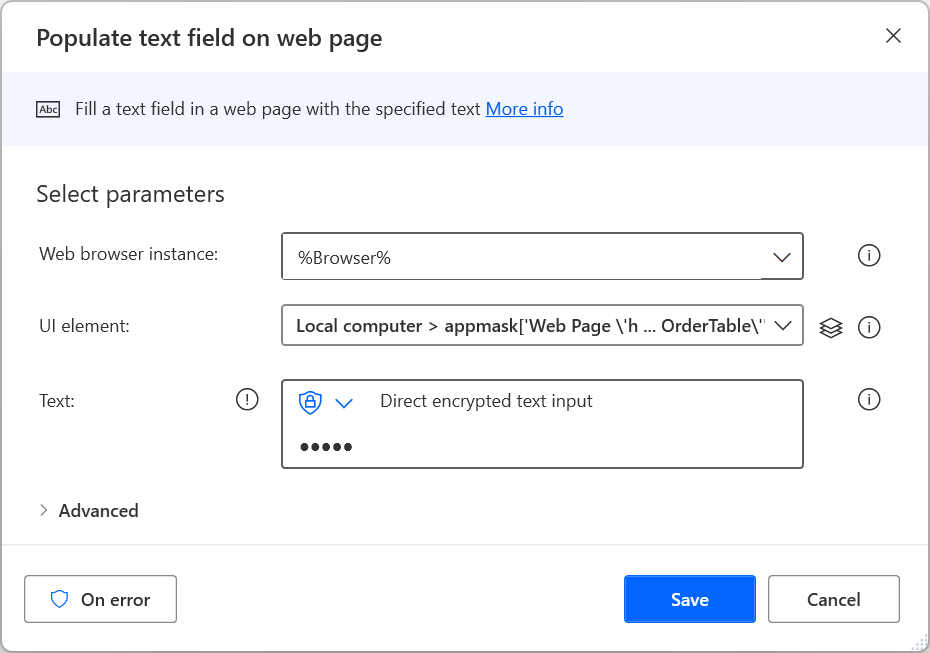 Populate text field on web page
Abc Fill a text field in a web page with the specified text More info
Select parameters
Web browser instance: %Browser%
UI element: Local computer > appmask['Web Page \'h ... OrderTable\''
Text: Direct encrypted text input
•••••
Advanced
On error Save Cancel